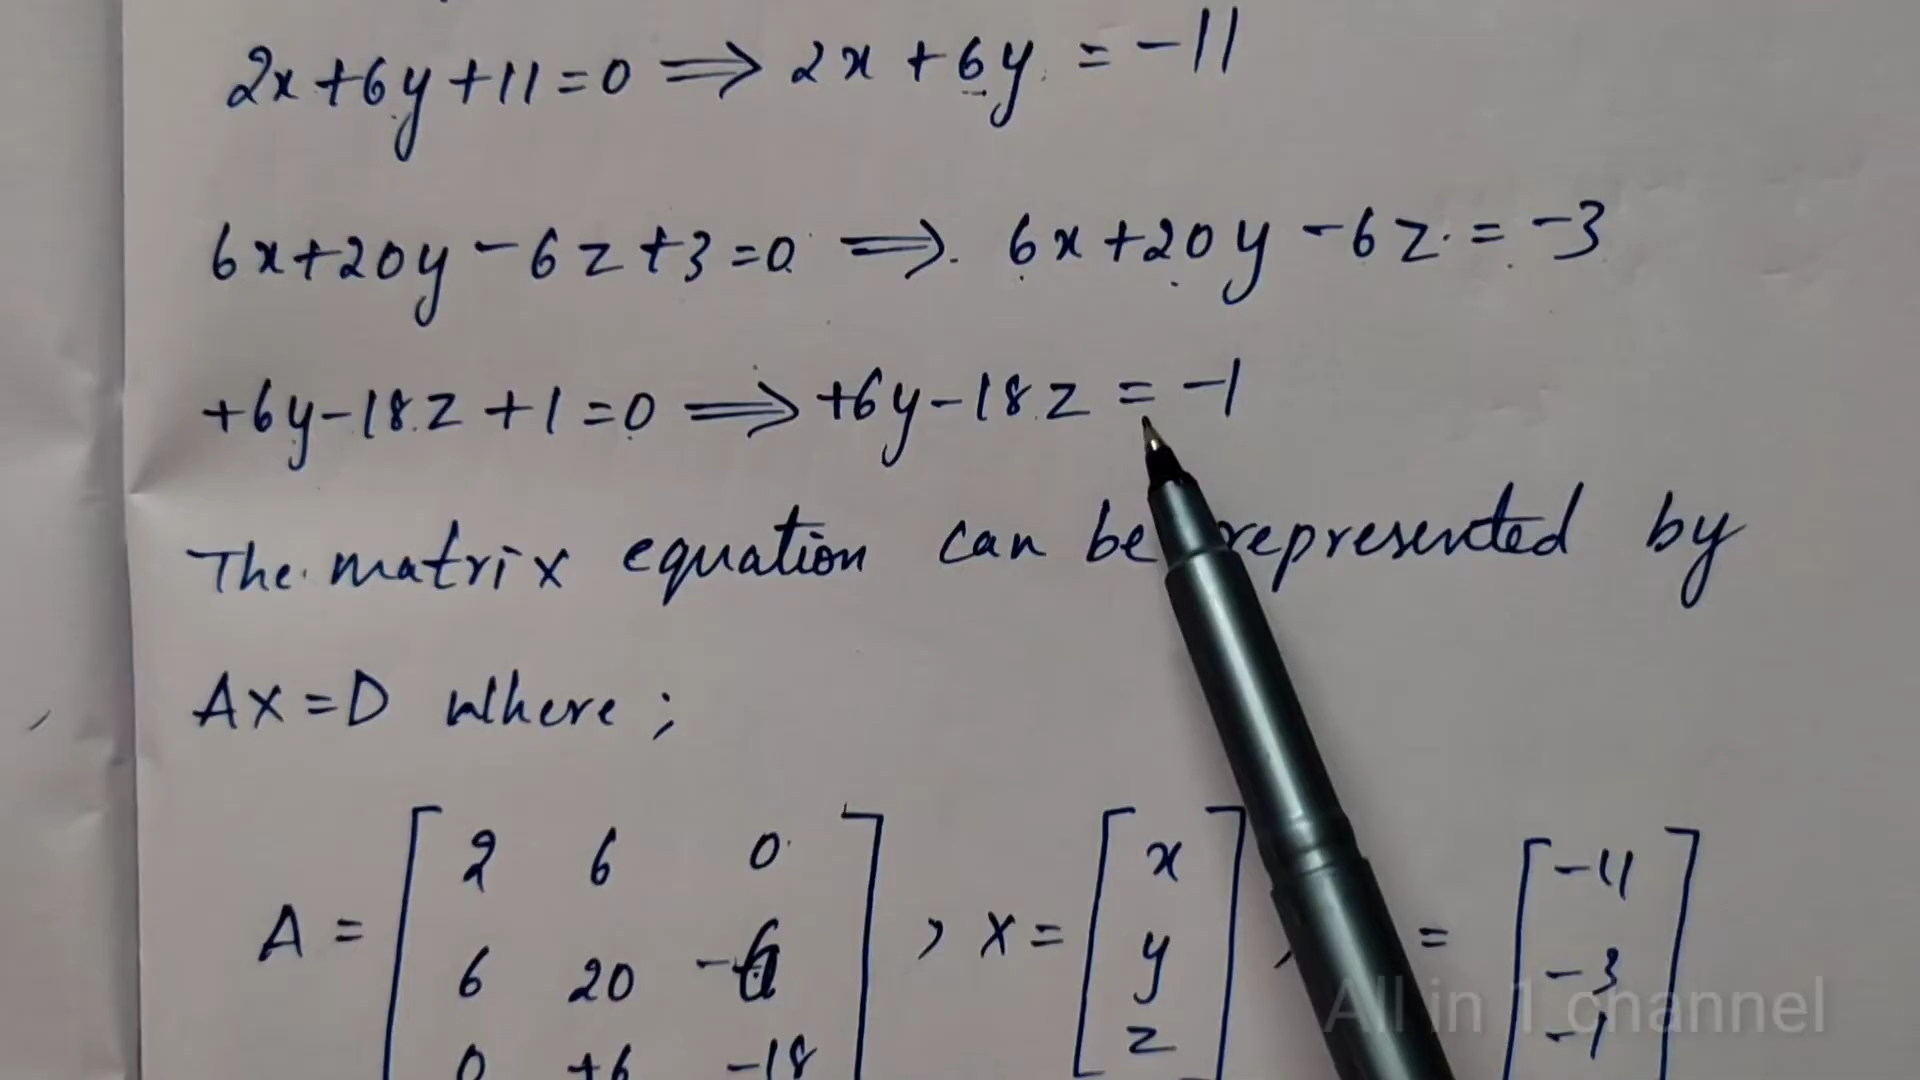 2x+6y+11=0 ⟹ 2x+6y = -11
6x+20y-6z+3=0 ⟹ 6x+20y-6z = -3
+6y-18z+1=0 ⟹ +6y-18z = -1
The matrix equation can be represented by
AX=D where;
2 6 0
x
-11
A = 6 20 -6 , X = y , = -3
0 +6 -18
z
-1
All in 1 channel